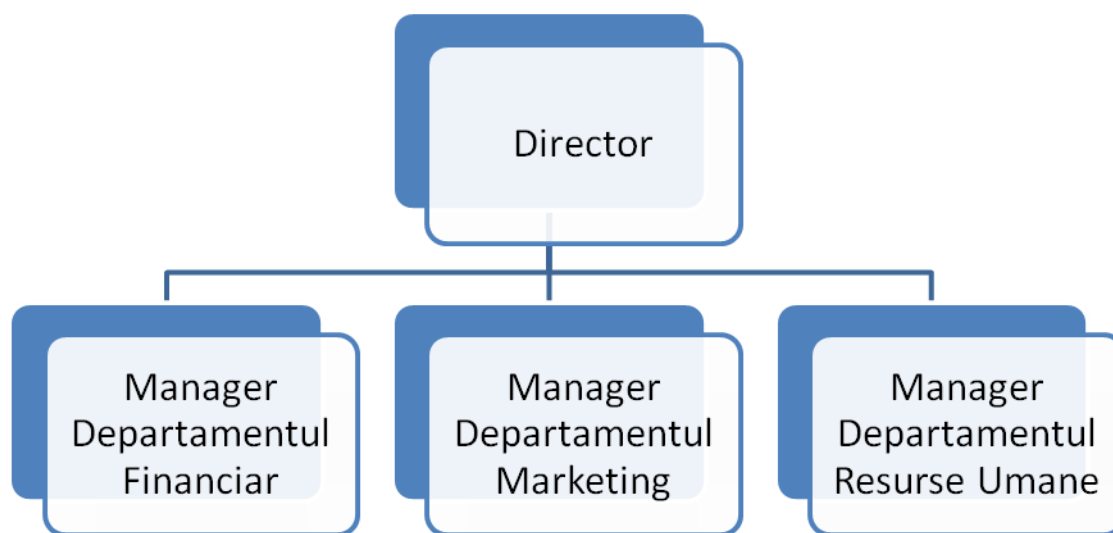 Director
Manager
Departamentul
Financiar
Manager
Departamentul
Marketing
Manager
Departamentul
Resurse Umane